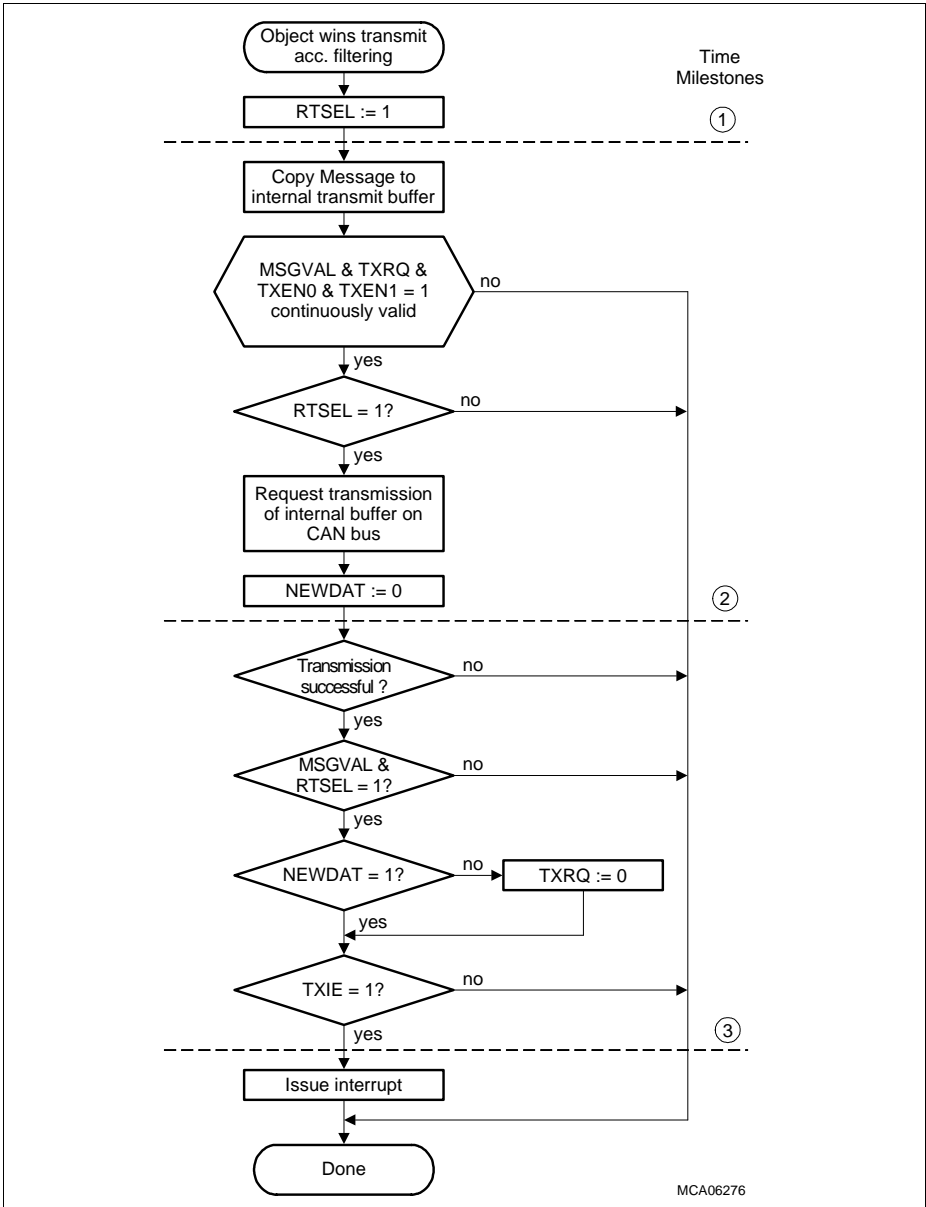 Object wins transmit
acc. filtering
Time
Milestones
RTSEL := 1
1
Copy Message to
internal transmit buffer
MSGVAL & TXRQ &
TXEN0 & TXEN1 = 1
continuously valid
no
yes
RTSEL = 1?
no
yes
Request transmission
of internal buffer on
CAN bus
NEWDAT := 0
2
Transmission
successful ?
no
yes
MSGVAL &
RTSEL = 1?
no
yes
NEWDAT = 1?
no
TXRQ := 0
yes
TXIE = 1?
no
yes
3
Issue interrupt
Done
MCA06276